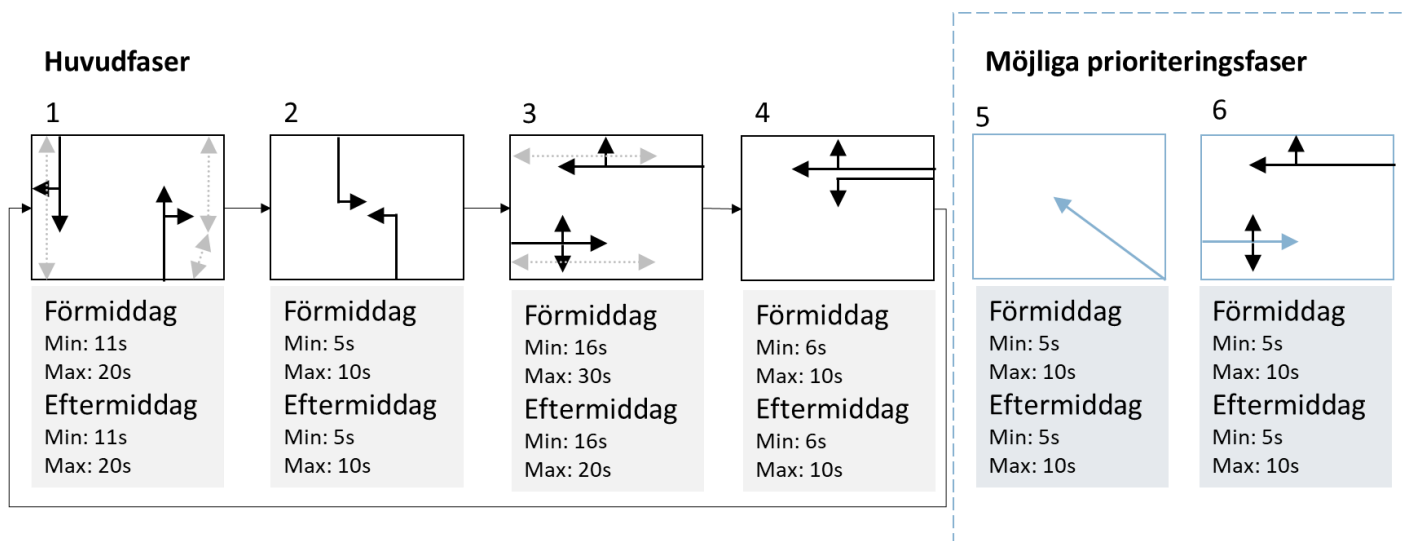 Huvudfaser
Möjliga prioriteringsfaser
1
2
3
4
5
6
Förmiddag
Min: 11s
Max: 20s
Eftermiddag
Min: 11s
Max: 20s
Förmiddag
Min: 5s
Max: 10s
Eftermiddag
Min: 5s
Max: 10s
Förmiddag
Min: 16s
Max: 30s
Eftermiddag
Min: 16s
Max: 20s
Förmiddag
Min: 6s
Max: 10s
Eftermiddag
Min: 6s
Max: 10s
Förmiddag
Min: 5s
Max: 10s
Eftermiddag
Min: 5s
Max: 10s
Förmiddag
Min: 5s
Max: 10s
Eftermiddag
Min: 5s
Max: 10s